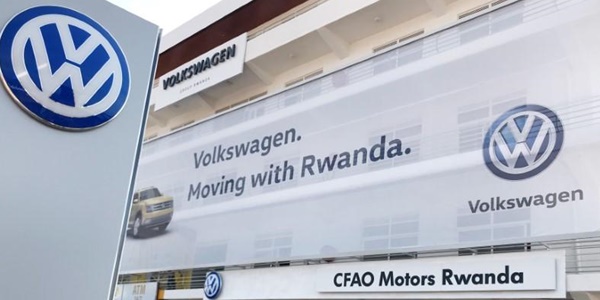 VOLKSWAGEN
Volkswagen.
Moving with Rwanda.
Volkswagen
CFAO Motors Rwanda